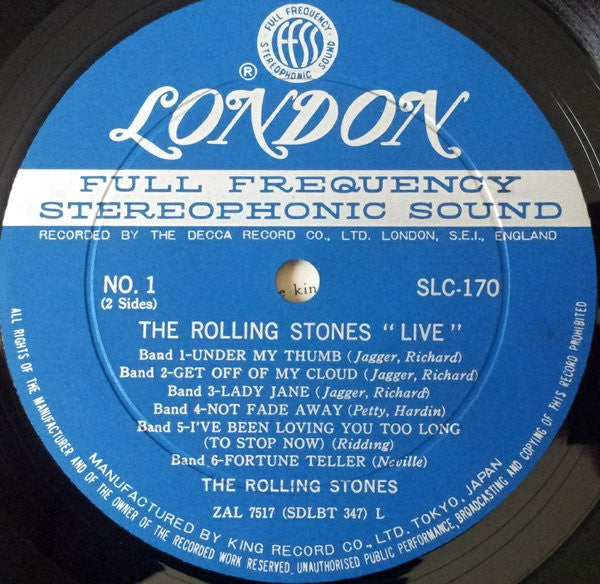 FULL FREQUENCY
ffss
STEREOPHONIC SOUND
®
LONDON
FULL FREQUENCY
STEREOPHONIC SOUND
RECORDED BY THE DECCA RECORD CO., LTD. LONDON, S.E.I., ENGLAND
NO. 1
(2 Sides)
e kin
SLC-170
THE ROLLING STONES "LIVE"
Band 1-UNDER MY THUMB (Jagger, Richard)
Band 2-GET OFF OF MY CLOUD (Jagger, Richard)
Band 3-LADY JANE (Jagger, Richard)
Band 4-NOT FADE AWAY (Petty, Hardin)
Band 5-I'VE BEEN LOVING YOU TOO LONG
(TO STOP NOW) (Ridding)
Band 6-FORTUNE TELLER (Neville)
THE ROLLING STONES
ZAL 7517 (SDLBT 347) L
MANUFACTURED BY KING RECORD CO., LTD. TOKYO, JAPAN
ALL RIGHTS OF THE MANUFACTURER AND OF THE OWNER OF THE RECORDED WORK RESERVED. UNAUTHORISED PUBLIC PERFORMANCE, BROADCASTING AND COPYING OF THIS RECORD PROHIBITED